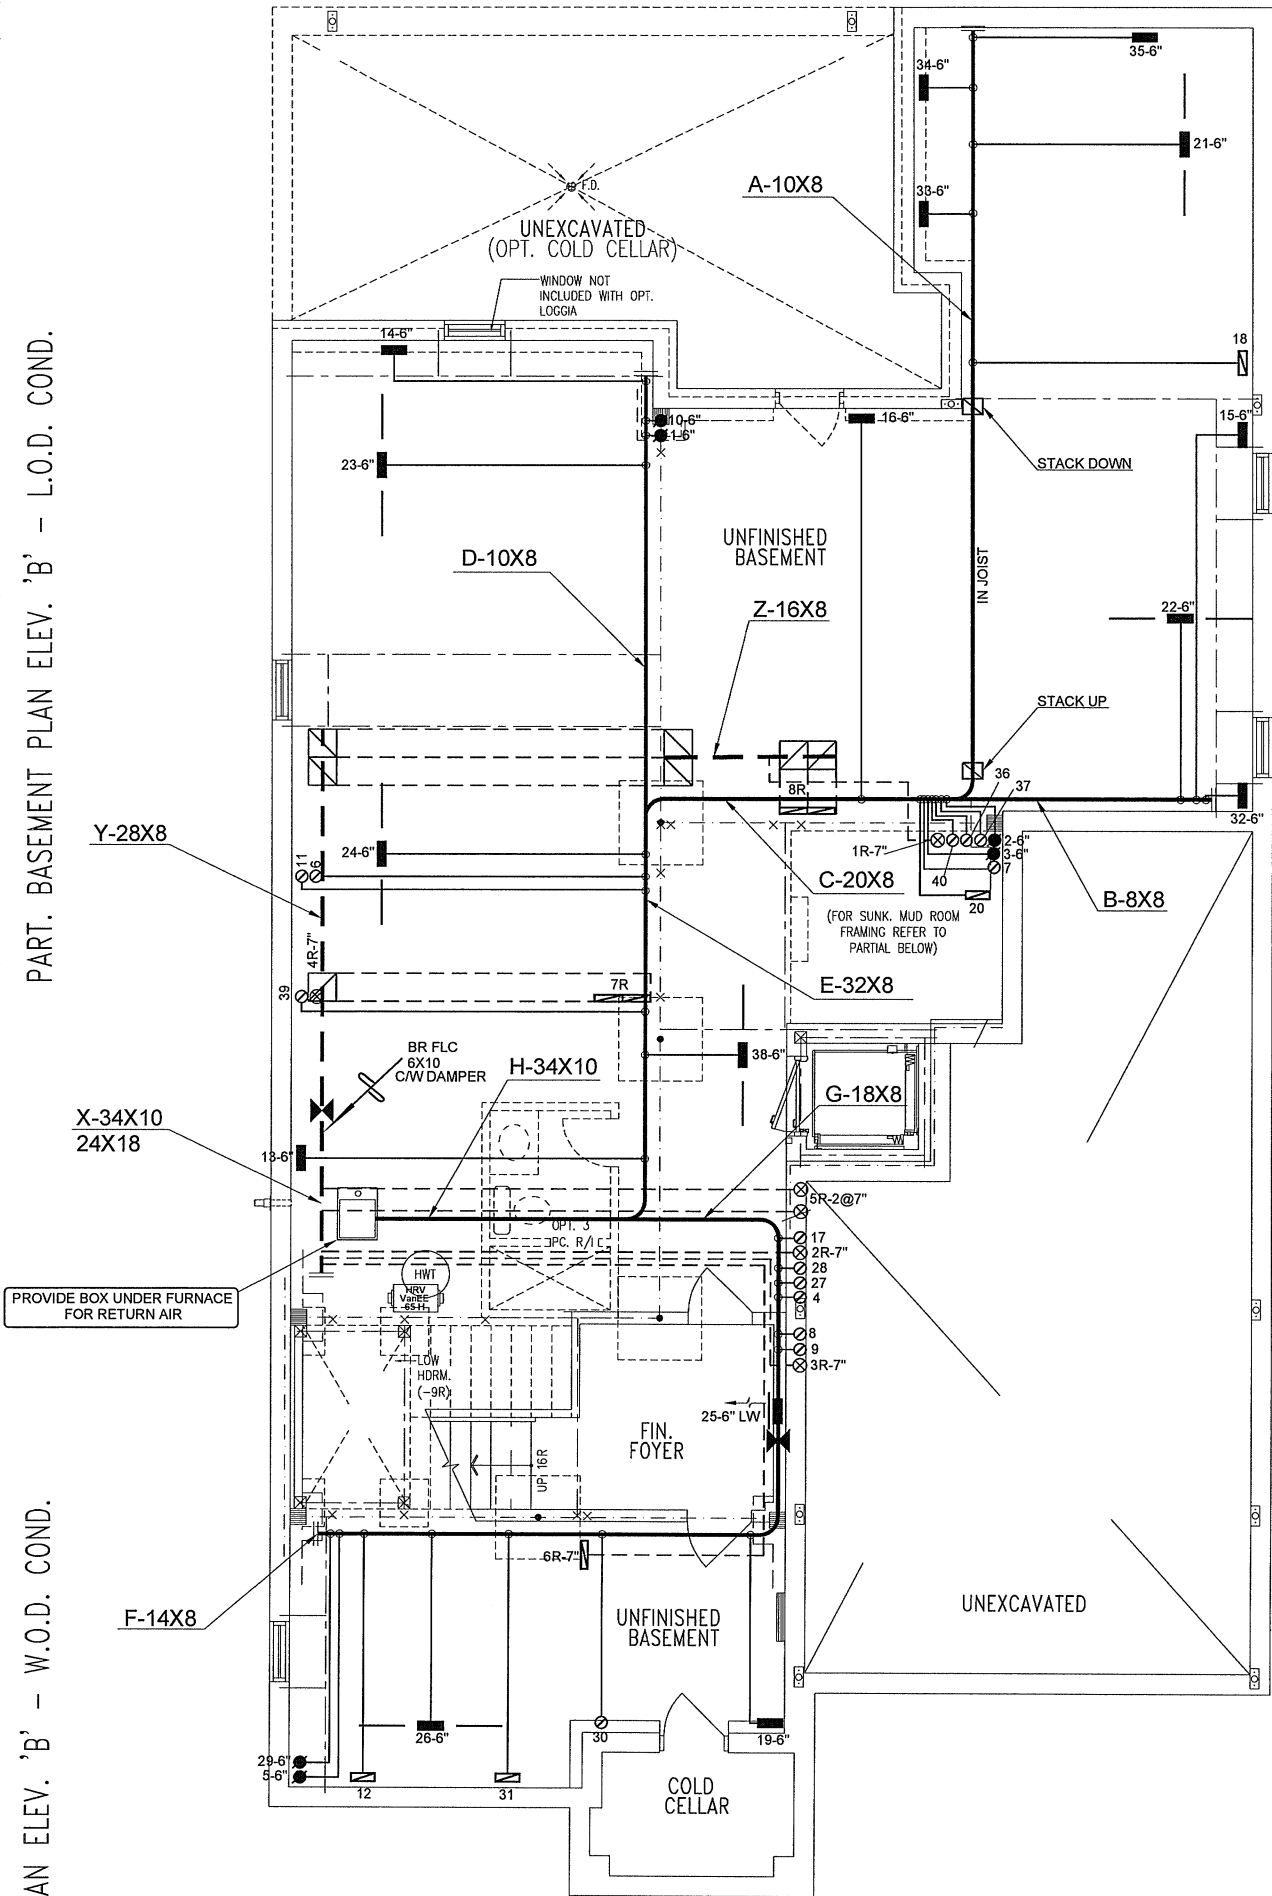 PART. BASEMENT PLAN ELEV. 'B' - L.O.D. COND.
AN ELEV. 'B' - W.O.D. COND.
35-6"
34-6"
21-6"
33-6"
A-10X8
F.D.
UNEXCAVATED
(OPT. COLD CELLAR)
WINDOW NOT
INCLUDED WITH OPT.
LOGGIA
14-6"
18
10-6"
1-6"
16-6"
15-6"
23-6"
STACK DOWN
UNFINISHED
BASEMENT
D-10X8
IN JOIST
Z-16X8
22-6"
STACK UP
36
37
8R
32-6"
Y-28X8
24-6"
11
6
1R-7"
40
2-6"
3-6"
7
20
C-20X8
B-8X8
(FOR SUNK. MUD ROOM
FRAMING REFER TO
PARTIAL BELOW)
4R-7"
39
7R
E-32X8
BR FLC
6X10
C/W DAMPER
H-34X10
38-6"
G-18X8
X-34X10
24X18
13-6"
5R-2@7"
OPT. 3
PC. R/I
17
2R-7"
28
27
4
HWT
HRV
VanEE
65 H
PROVIDE BOX UNDER FURNACE
FOR RETURN AIR
8
9
3R-7"
LOW
HDRM.
(-9R)
25-6" LW
FIN.
FOYER
UP 16R
6R-7"
F-14X8
UNFINISHED
BASEMENT
UNEXCAVATED
26-6"
30
19-6"
29-6"
5-6"
12
31
COLD
CELLAR